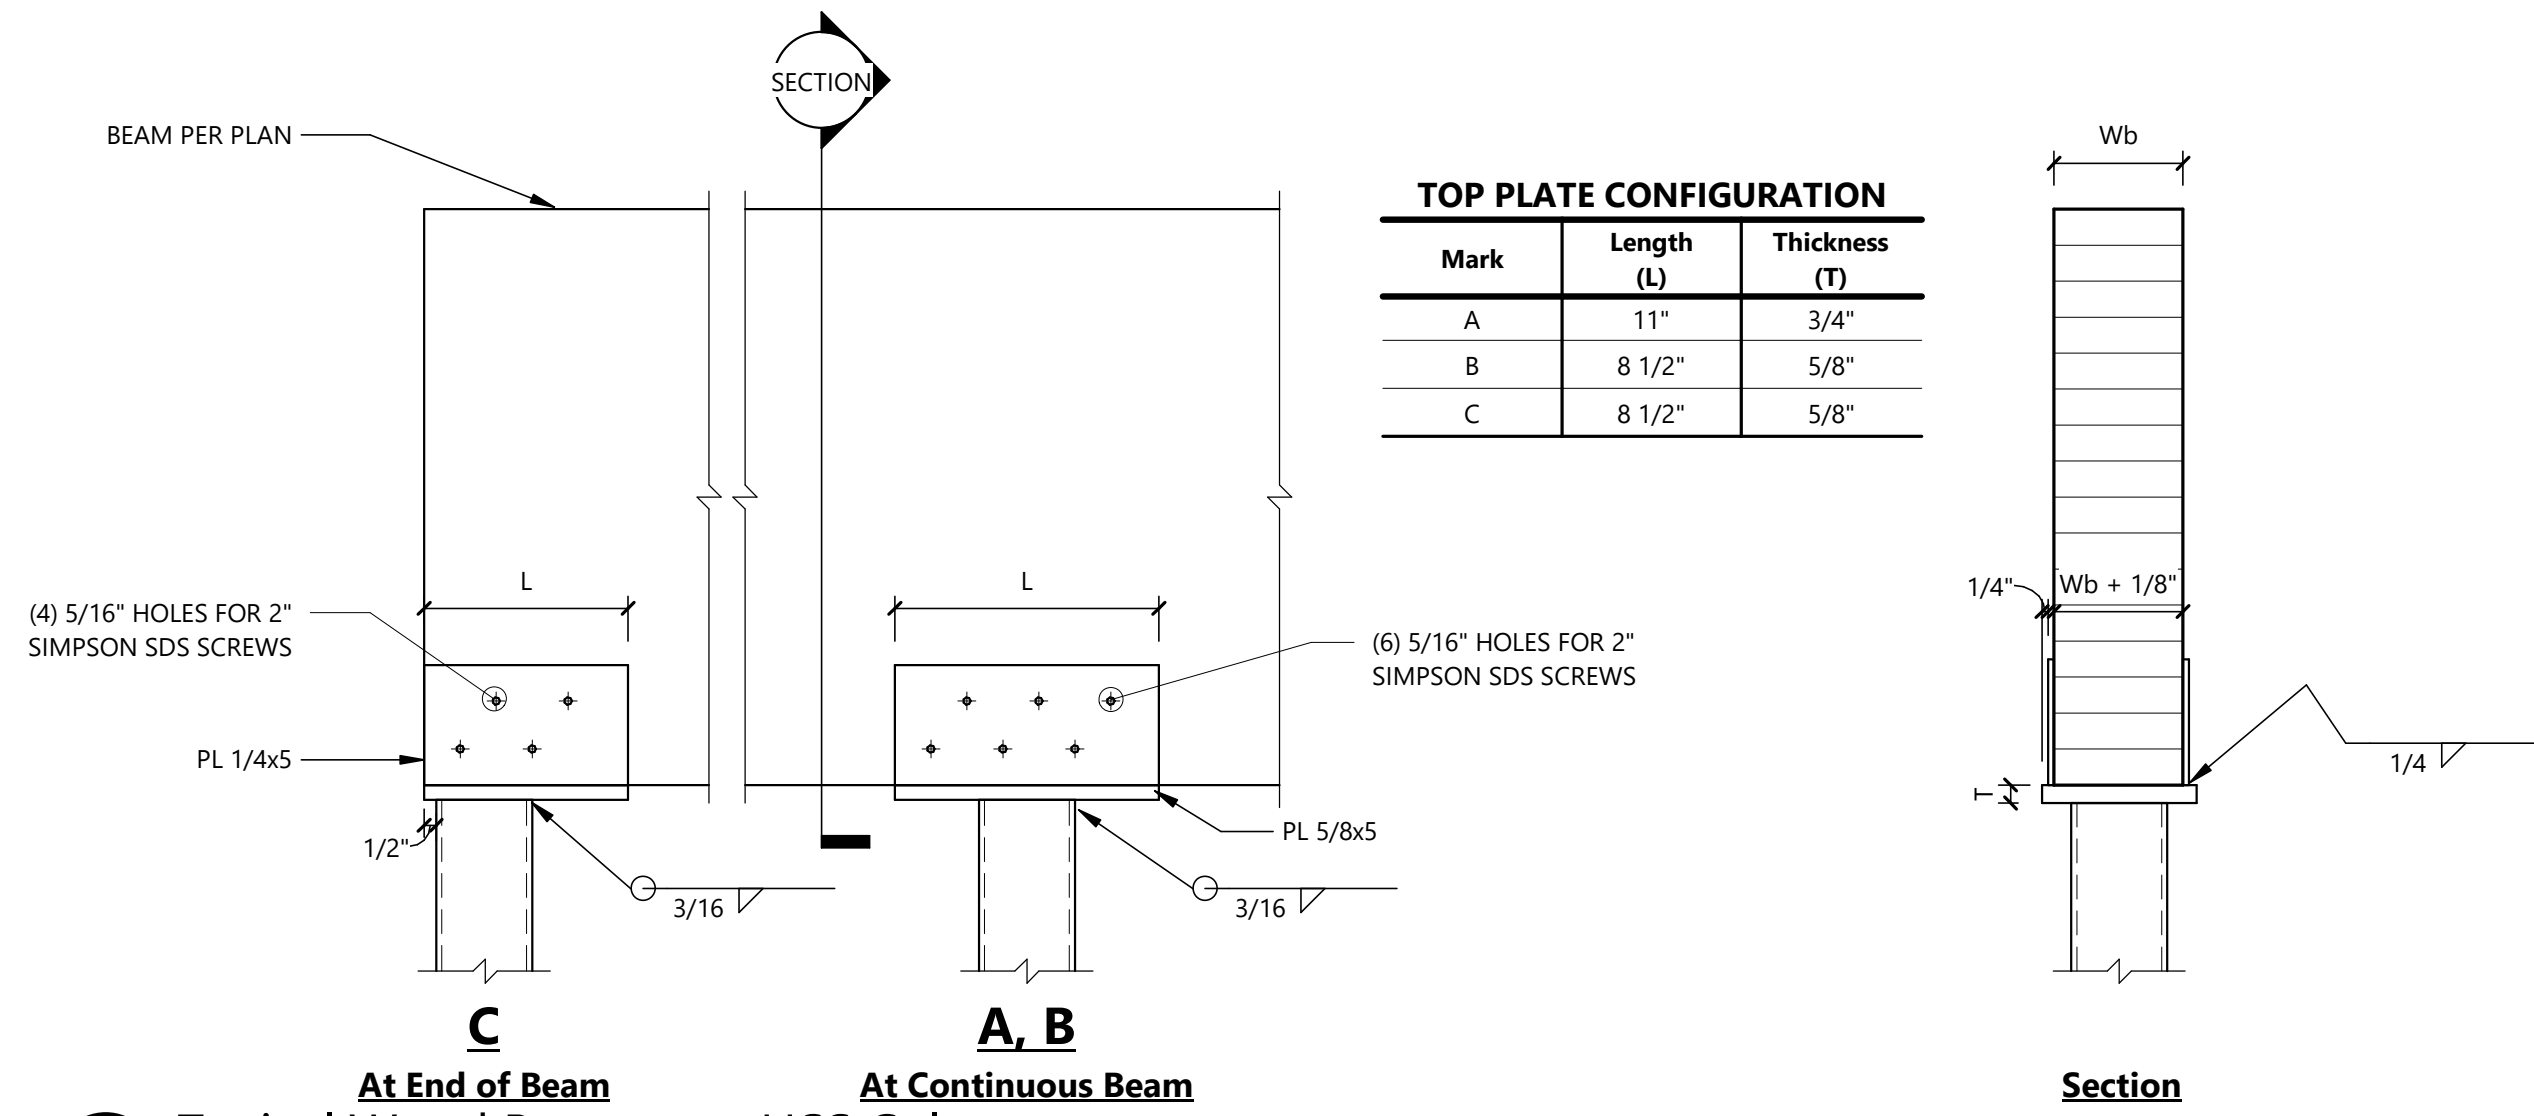 SECTION
BEAM PER PLAN
Wb
TOP PLATE CONFIGURATION
Mark Length (L) Thickness (T)
A 11" 3/4"
B 8 1/2" 5/8"
C 8 1/2" 5/8"
L
L
1/4"
Wb + 1/8"
(4) 5/16" HOLES FOR 2"
SIMPSON SDS SCREWS
(6) 5/16" HOLES FOR 2"
SIMPSON SDS SCREWS
PL 1/4x5
1/4
T
PL 5/8x5
1/2"
3/16
3/16
C
At End of Beam
A, B
At Continuous Beam
Section